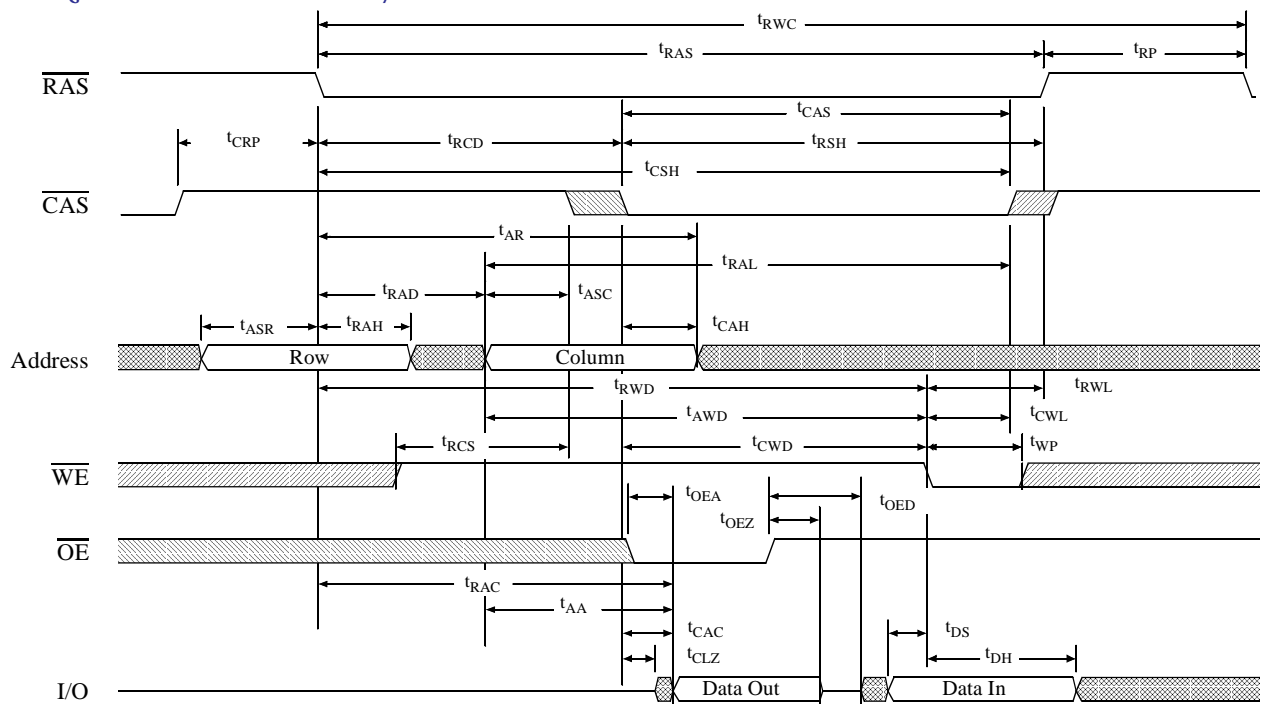 tRWC
tRAS
tRP
RAS
tCAS
tCRP
tRCD
tRSH
tCSH
CAS
tAR
tRAL
tRAD
tASC
tASR
tRAH
tCAH
Address
Row
Column
tRWD
tRWL
tAWD
tCWL
tRCS
tCWD
tWP
WE
tOEA
tOED
tOEZ
OE
tRAC
tAA
tCAC
tDS
tCLZ
tDH
I/O
Data Out
Data In